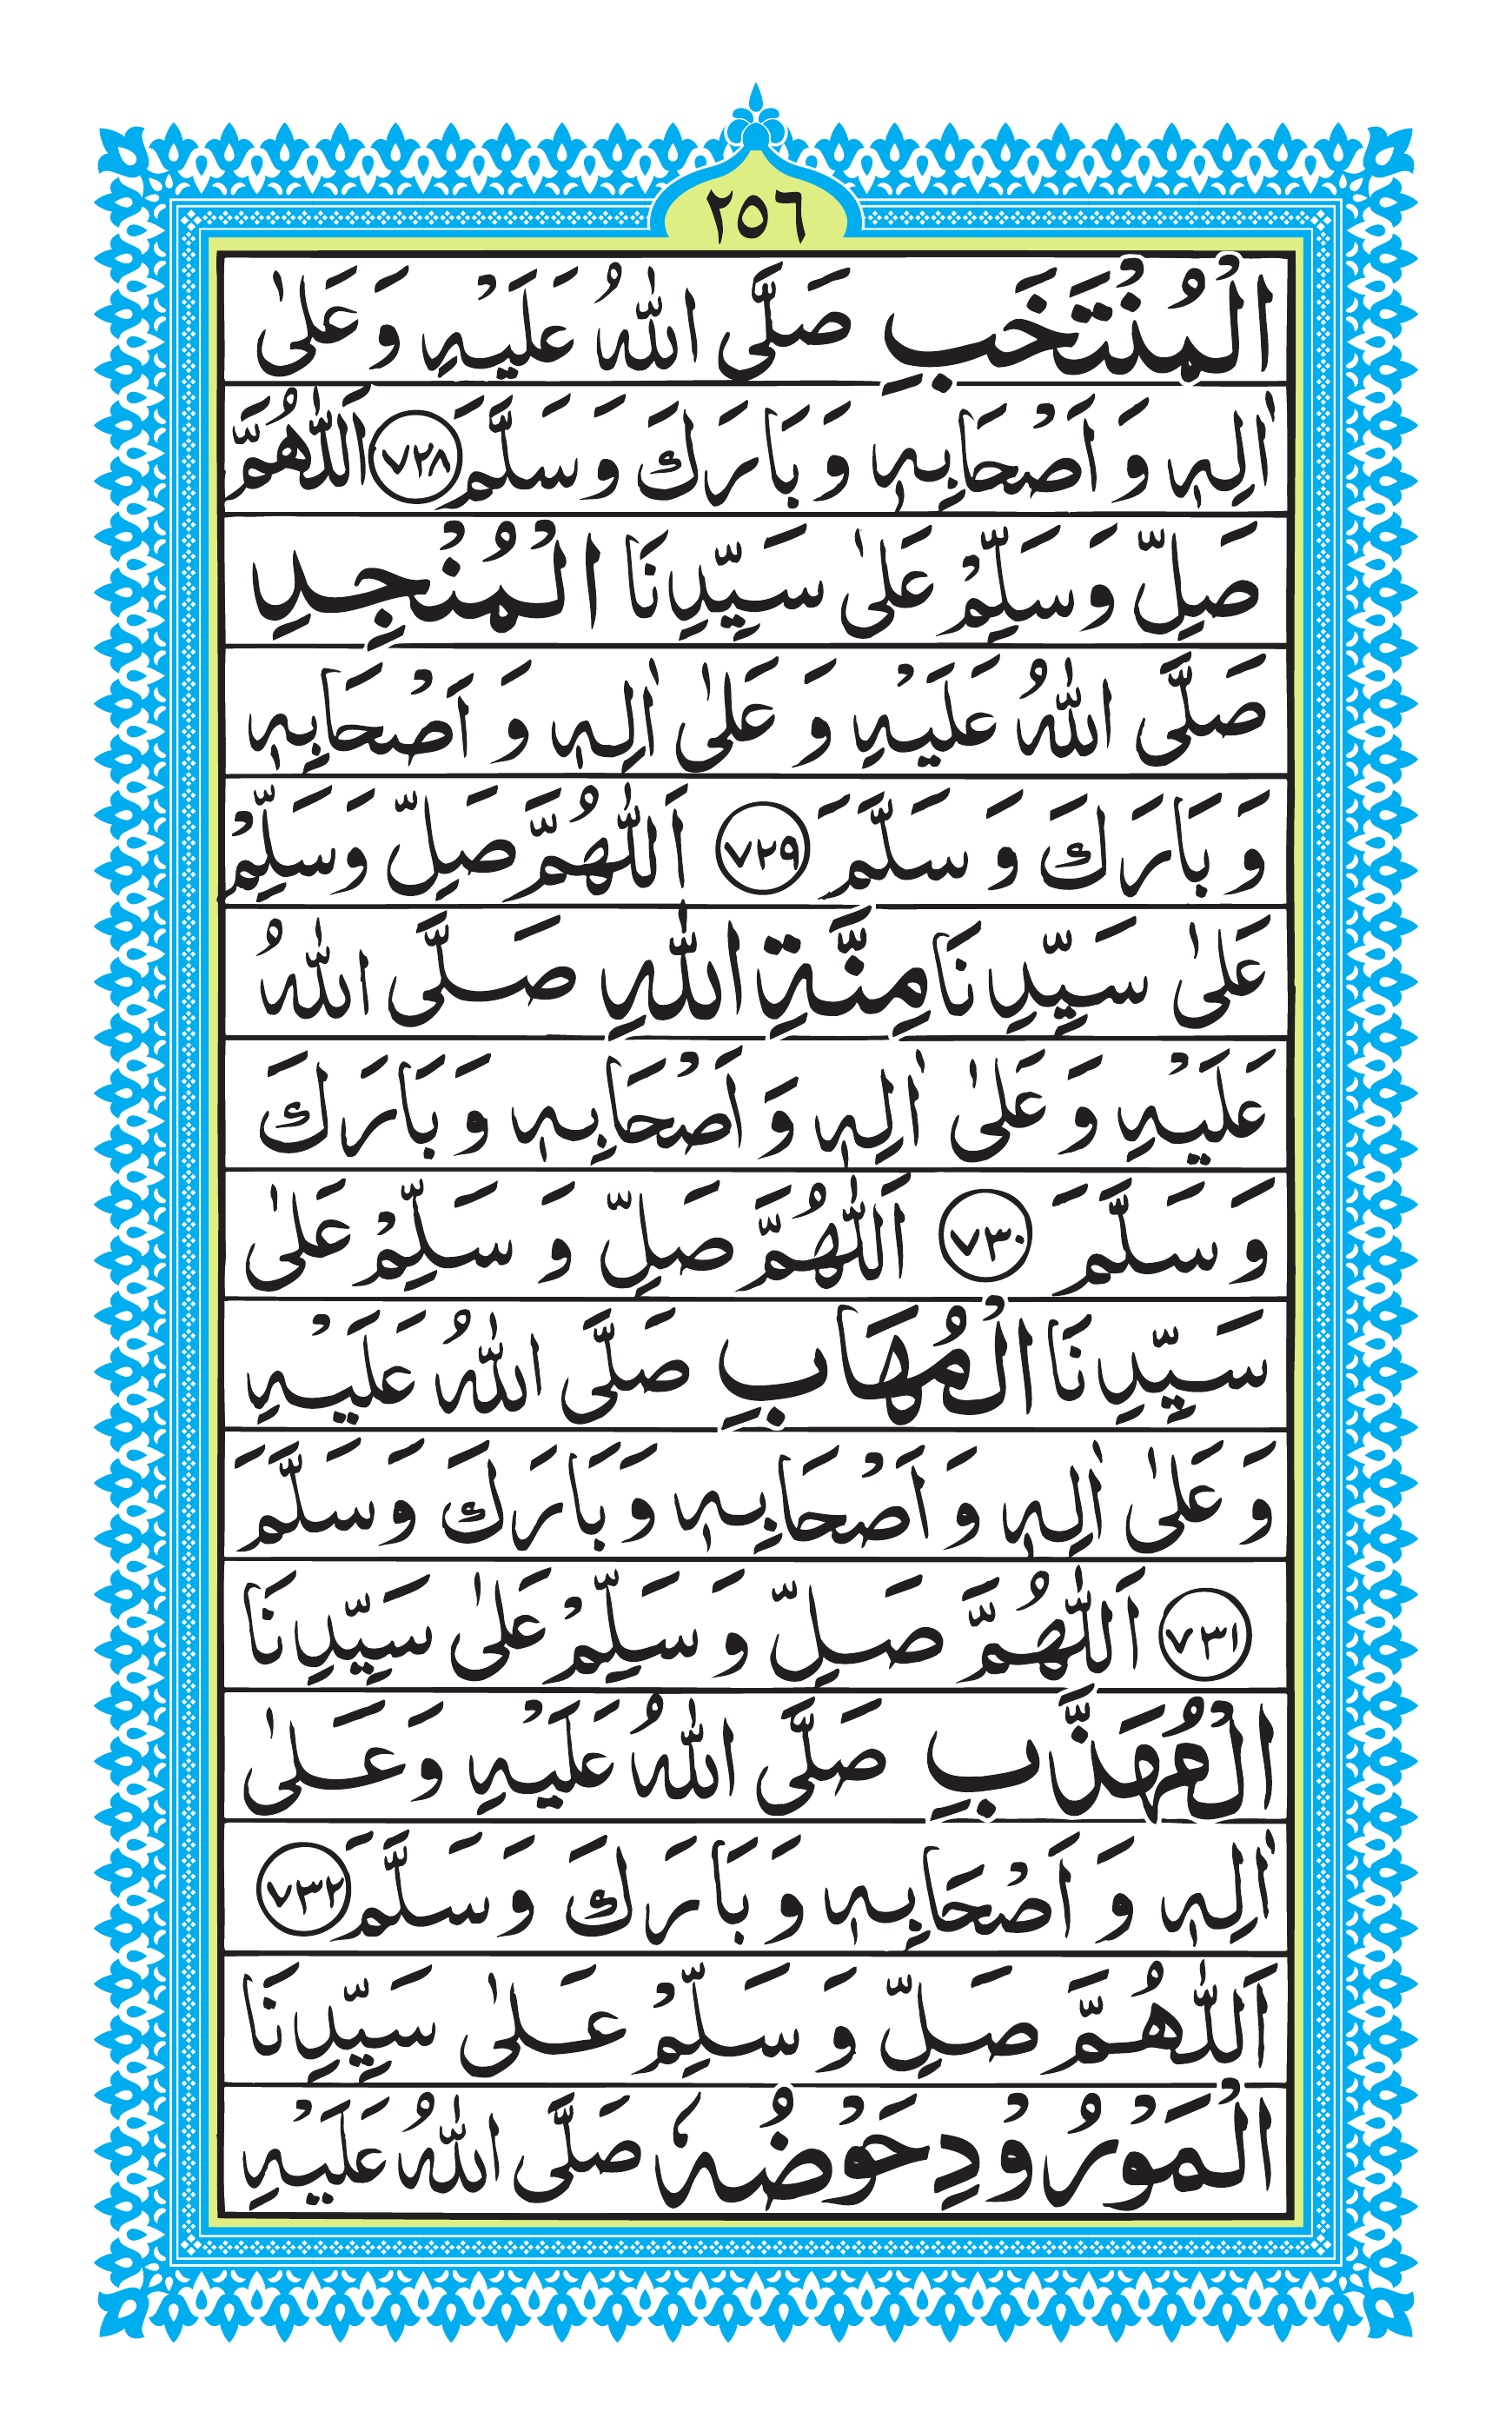 ٢٥٦
اَلْمُنْتَخَبِ صَلَّی اللّٰهُ عَلَیْهِ وَعَلٰی
اٰلِهٖ وَ اَصْحَابِهٖ وَ بَارَكَ وَ سَلَّمَ ٧٢٨ اَللّٰهُمَّ
صَلِّ وَ سَلِّمْ عَلٰی سَیِّدِنَا الْمُنْجِدِ
صَلَّی اللّٰهُ عَلَیْهِ وَ عَلٰی اٰلِهٖ وَ اَصْحَابِهٖ
وَ بَارَكَ وَ سَلَّمَ ٧٢٩ اَللّٰهُمَّ صَلِّ وَسَلِّمْ
عَلٰی سَیِّدِنَا مِنَّةِ اللّٰهِ صَلَّی اللّٰهُ
عَلَیْهِ وَ عَلٰی اٰلِهٖ وَ اَصْحَابِهٖ وَ بَارَكَ
وَ سَلَّمَ ٧٣٠ اَللّٰهُمَّ صَلِّ وَ سَلِّمْ عَلٰی
سَیِّدِنَا الْمُهَابِ صَلَّی اللّٰهُ عَلَیْهِ
وَ عَلٰی اٰلِهٖ وَ اَصْحَابِهٖ وَ بَارَكَ وَ سَلَّمَ
٧٣١ اَللّٰهُمَّ صَلِّ وَ سَلِّمْ عَلٰی سَیِّدِنَا
الْمُهَذَّبِ صَلَّی اللّٰهُ عَلَیْهِ وَعَلٰی
اٰلِهٖ وَ اَصْحَابِهٖ وَ بَارَكَ وَ سَلَّمَ ٧٣٢
اَللّٰهُمَّ صَلِّ وَ سَلِّمْ عَلٰی سَیِّدِنَا
الْمَوْرُوْدِ حَوْضُهٗ صَلَّی اللّٰهُ عَلَیْهِ